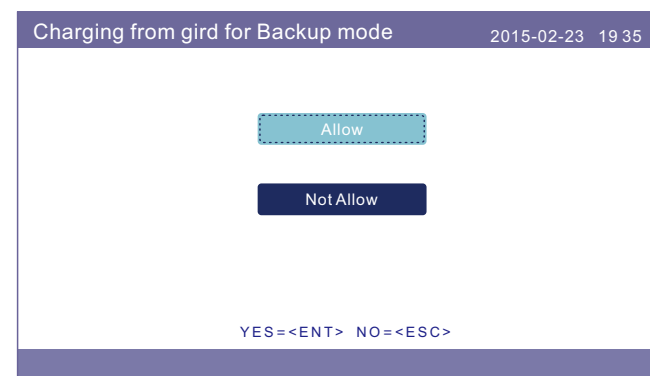 Charging from gird for Backup mode 2015-02-23 19 35
Allow
Not Allow
YES=<ENT> NO=<ESC>